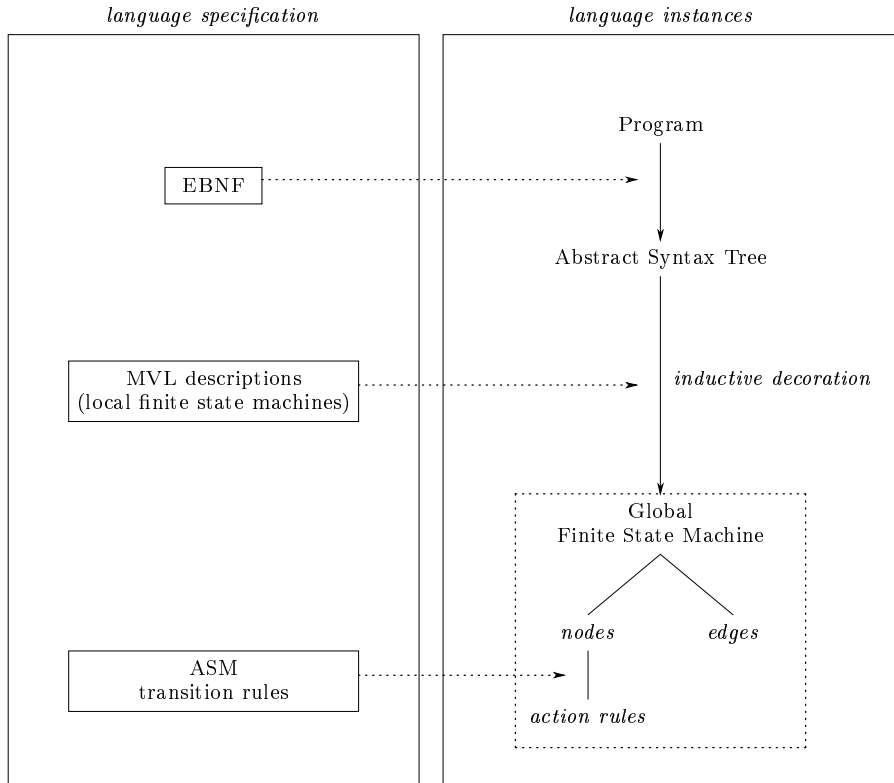 language specification
language instances
Program
EBNF
Abstract Syntax Tree
MVL descriptions
(local finite state machines)
inductive decoration
Global
Finite State Machine
nodes
edges
ASM
transition rules
action rules